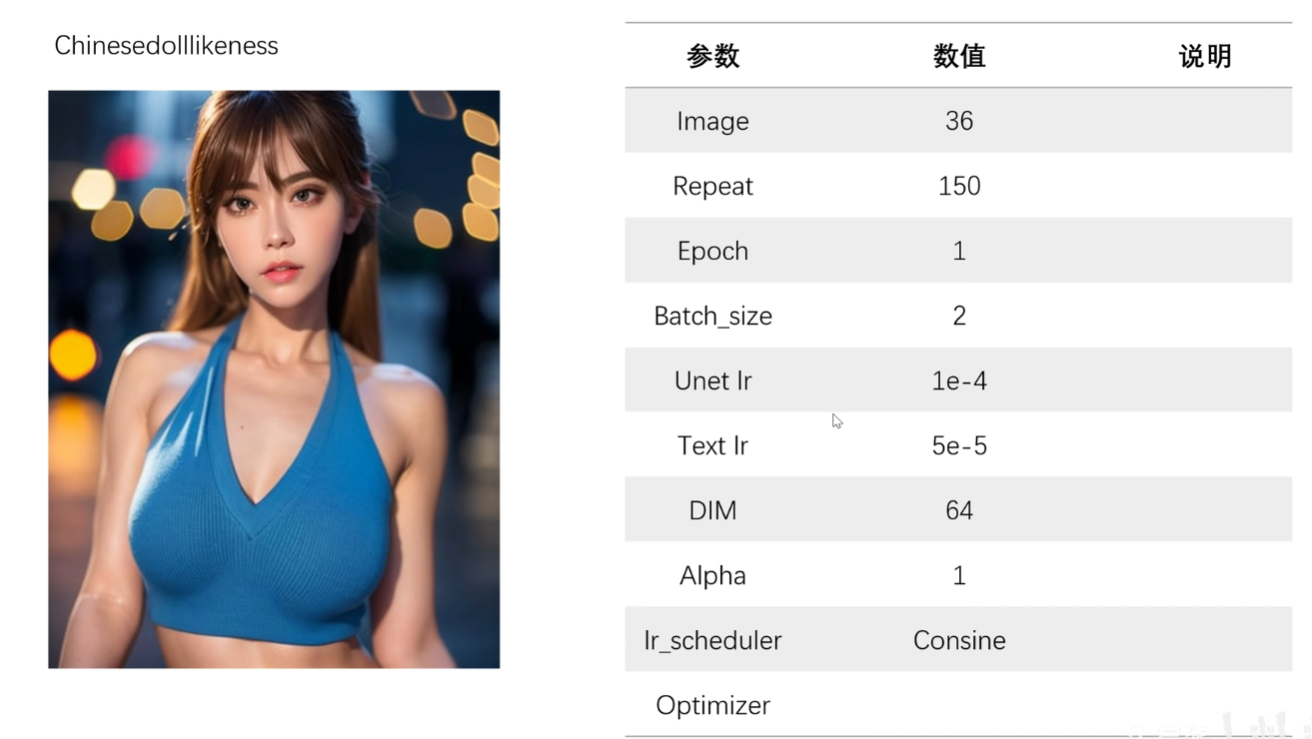 Chinesedolllikeness
参数 数值 说明
Image 36
Repeat 150
Epoch 1
Batch_size 2
Unet lr 1e-4
Text lr 5e-5
DIM 64
Alpha 1
lr_scheduler Consine
Optimizer